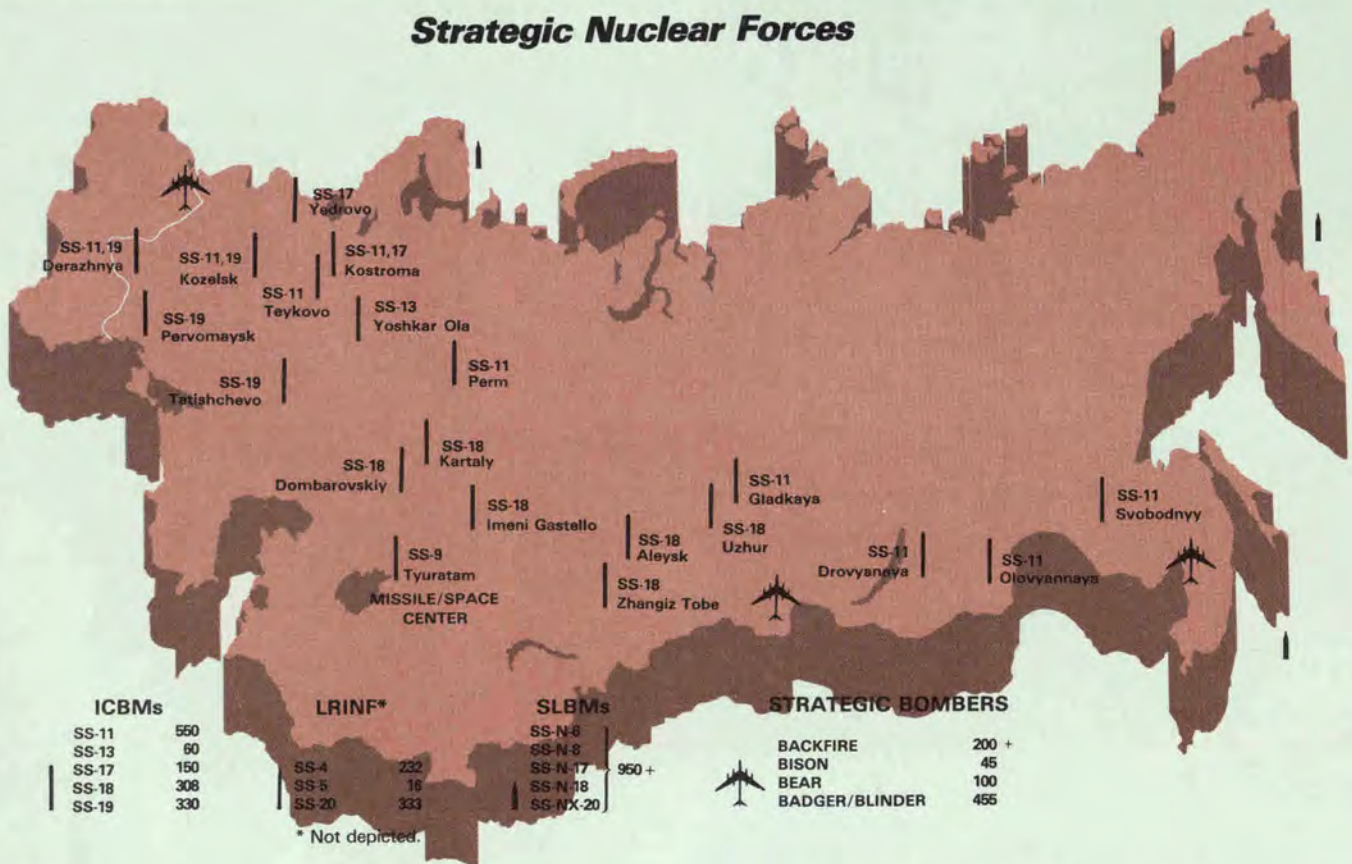 Strategic Nuclear Forces
SS-17
Yedrovo
SS-11,19
Derazhnya
SS-11,19
Kozelsk
SS-11,17
Kostroma
SS-11
Teykovo
SS-13
Yoshkar Ola
SS-19
Pervomaysk
SS-11
Perm
SS-19
Tatishchevo
SS-18
Kartaly
SS-18
Dombarovskiy
SS-18
Imeni Gastello
SS-11
Gladkaya
SS-18
Uzhur
SS-18
Aleysk
SS-11
Svobodnyy
SS-9
Tyuratam
MISSILE/SPACE
CENTER
SS-18
Zhangiz Tobe
SS-11
Drovyanaya
SS-11
Olovyannaya
ICBMs
SS-11 550
SS-13 60
SS-17 150
SS-18 308
SS-19 330
LRINF*
SS-4 232
SS-5 16
SS-20 333
* Not depicted.
SLBMs
SS-N-6
SS-N-8
SS-N-17 950 +
SS-N-18
SS-NX-20
STRATEGIC BOMBERS
BACKFIRE 200 +
BISON 45
BEAR 100
BADGER/BLINDER 455